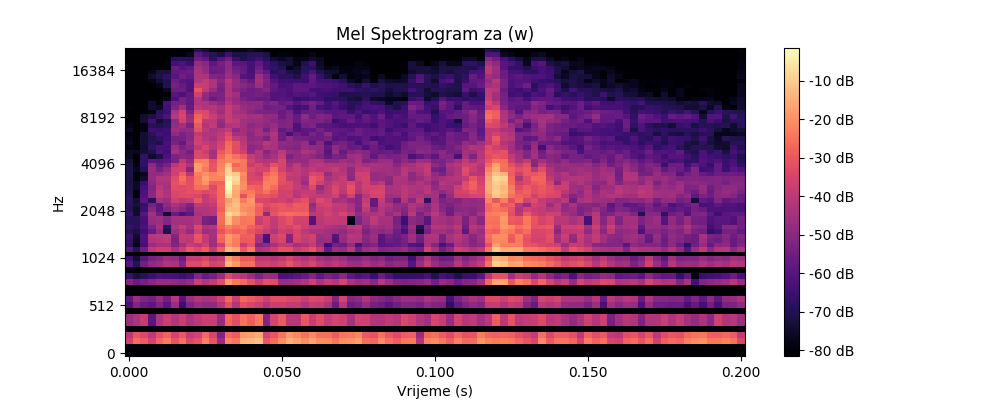 Mel Spektrogram za (w)
Hz
16384
8192
4096
2048
1024
512
0
0.000 0.050 0.100 0.150 0.200
Vrijeme (s)
-10 dB
-20 dB
-30 dB
-40 dB
-50 dB
-60 dB
-70 dB
-80 dB